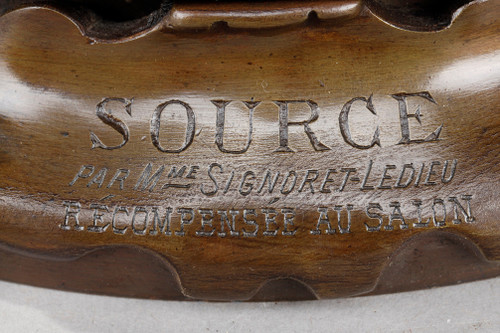 SOURCE
PAR MME SIGNORET-LEDIEU
RÉCOMPENSÉE AU SALON